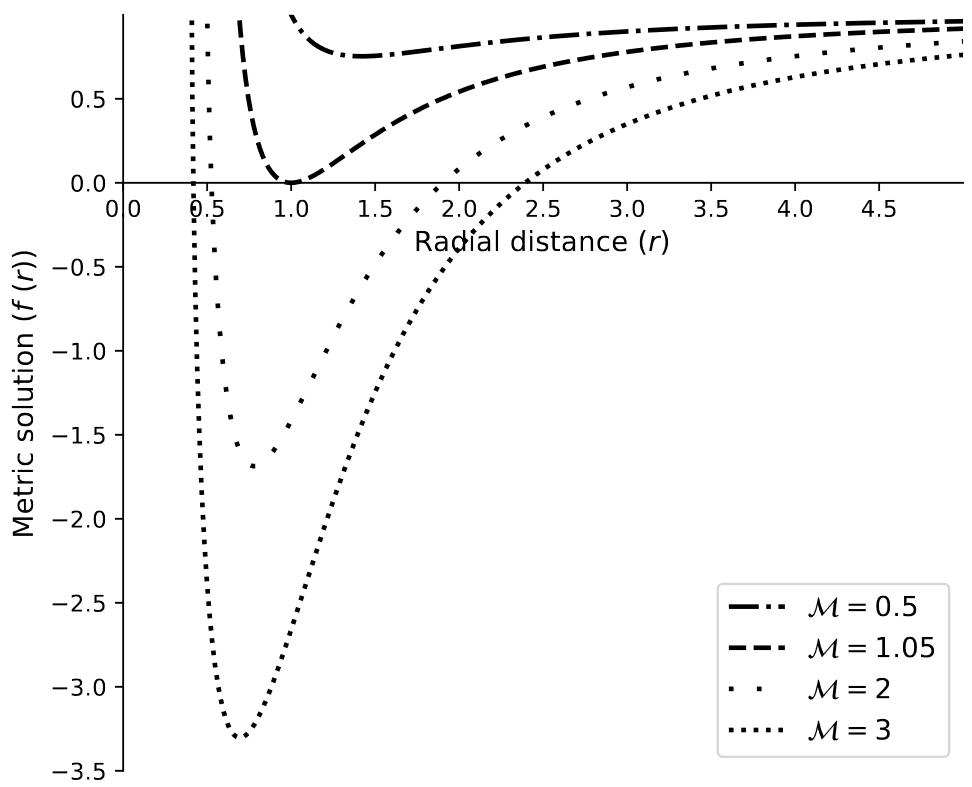 0.5
0.0
0.0 0.5 1.0 1.5 2.0 2.5 3.0 3.5 4.0 4.5
Radial distance (r)
−0.5
−1.0
−1.5
−2.0
−2.5
−3.0
−3.5
Metric solution (f (r))
ℳ = 0.5
ℳ = 1.05
ℳ = 2
ℳ = 3